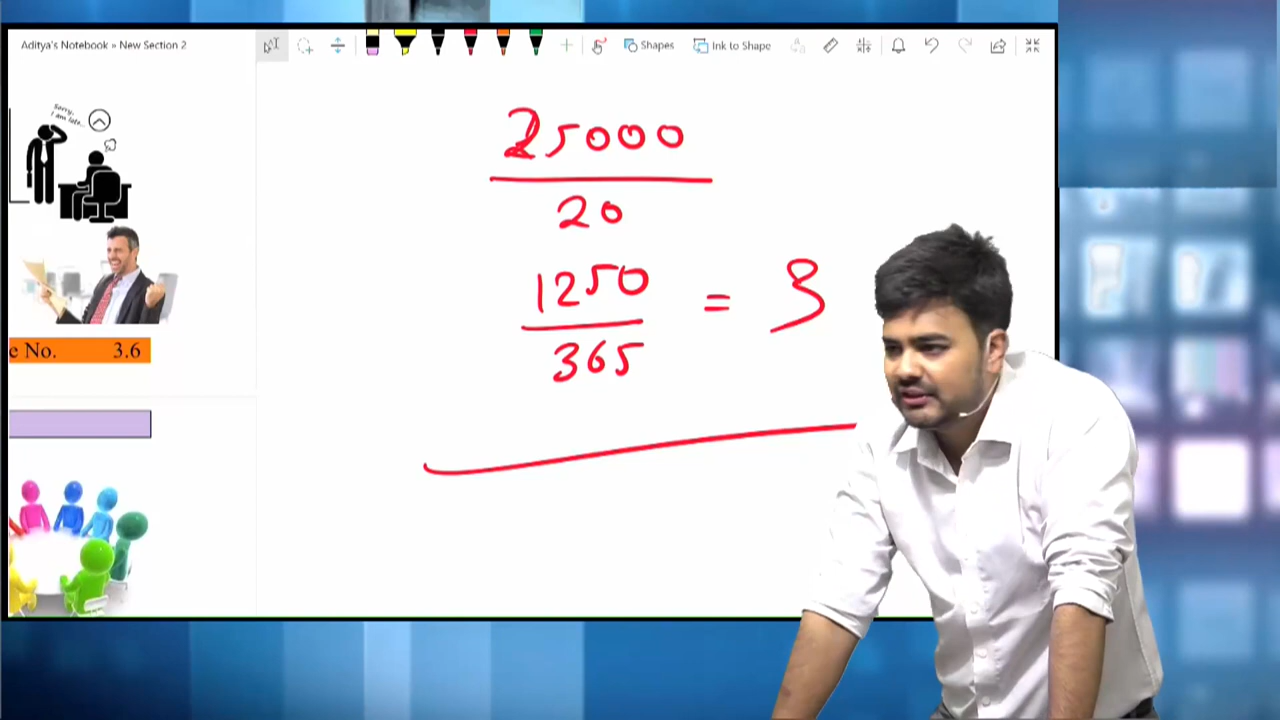 Aditya's Notebook » New Section 2
Shapes
Ink to Shape
Sorry,
I am late...
25000
20
1250
365
= 3
e No. 3.6